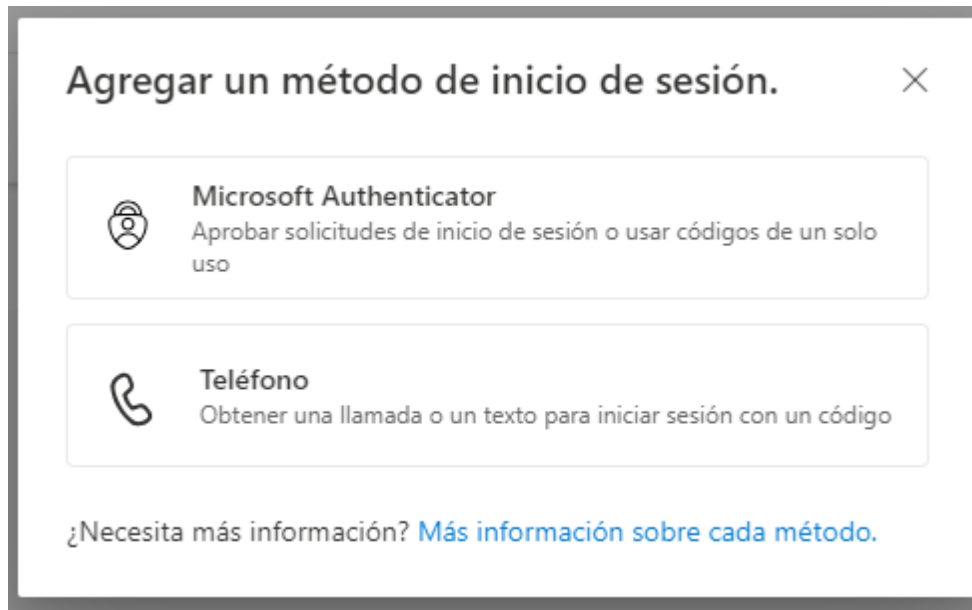 Agregar un método de inicio de sesión.
Microsoft Authenticator
Aprobar solicitudes de inicio de sesión o usar códigos de un solo
uso
Teléfono
Obtener una llamada o un texto para iniciar sesión con un código
¿Necesita más información? Más información sobre cada método.